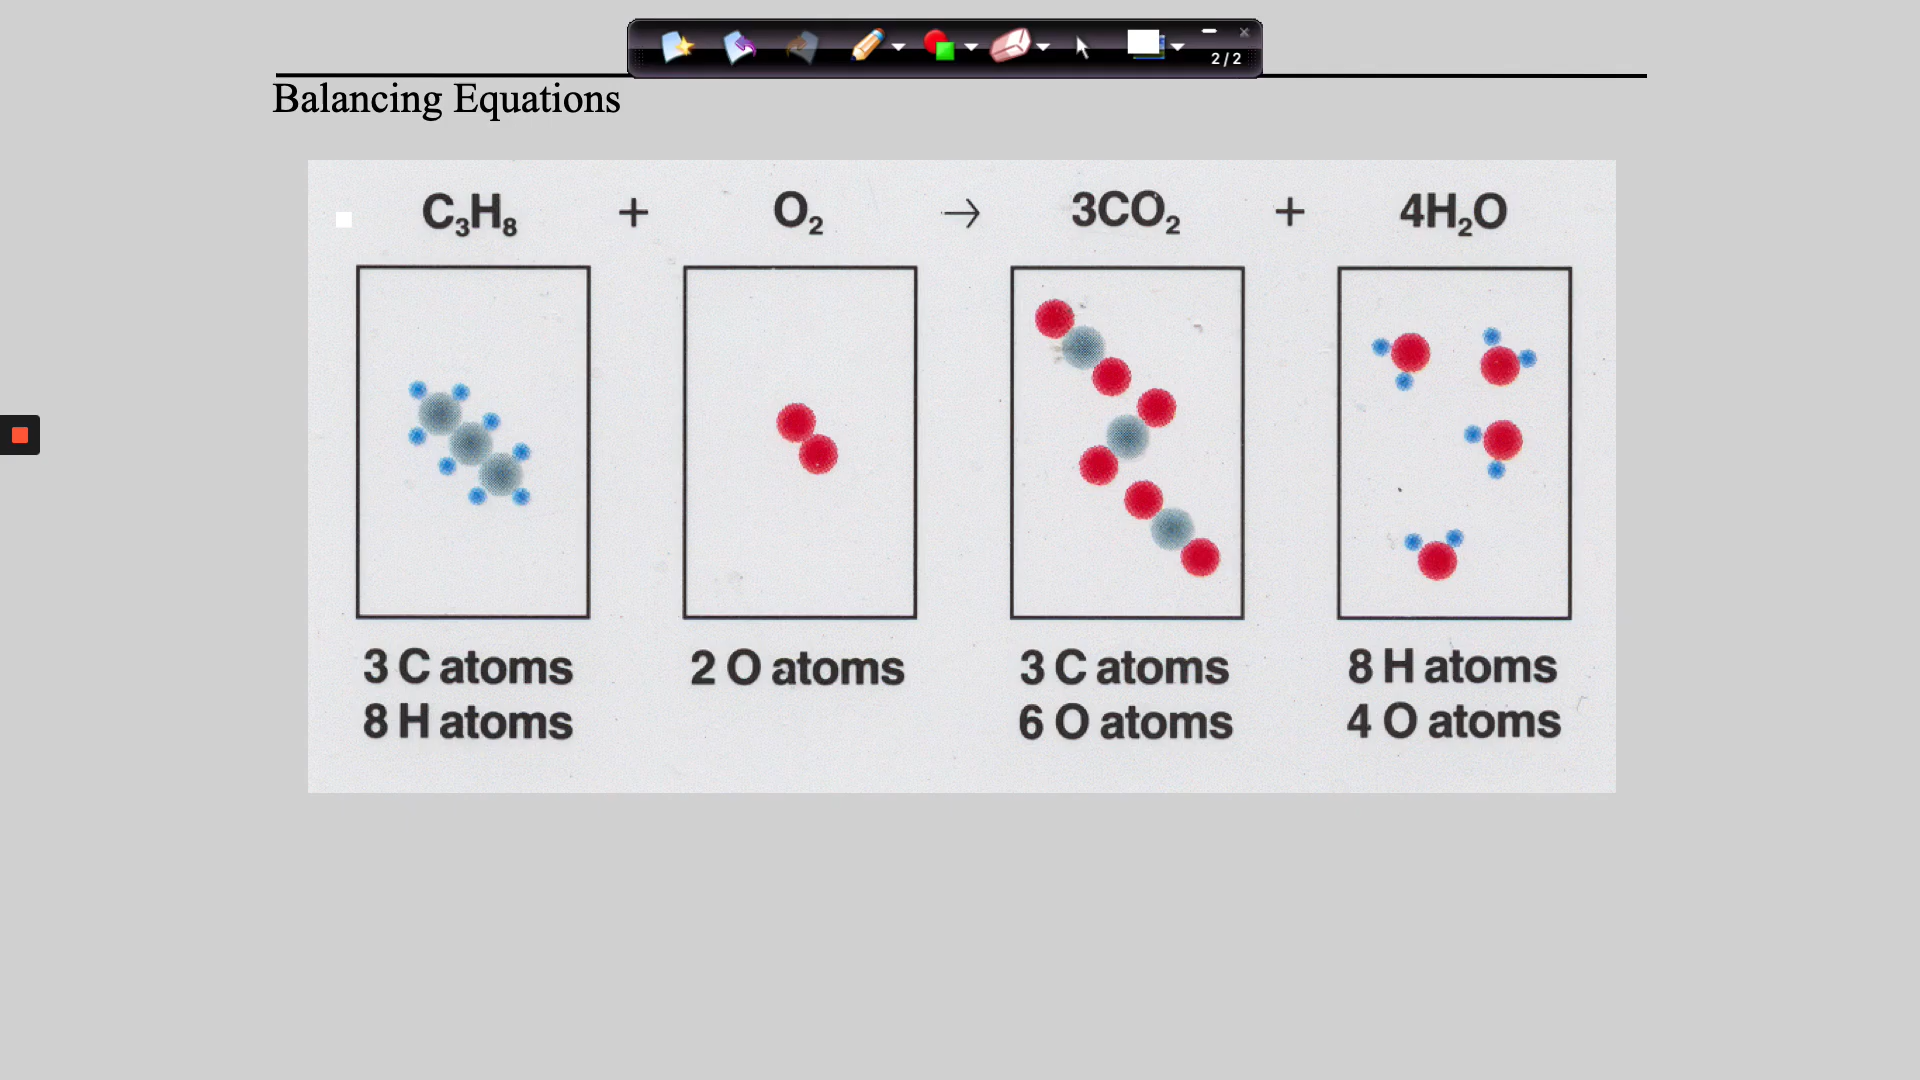 2 / 2
Balancing Equations
C₃H₈ + O₂ → 3CO₂ + 4H₂O
3 C atoms 2 O atoms 3 C atoms 8 H atoms
8 H atoms 6 O atoms 4 O atoms